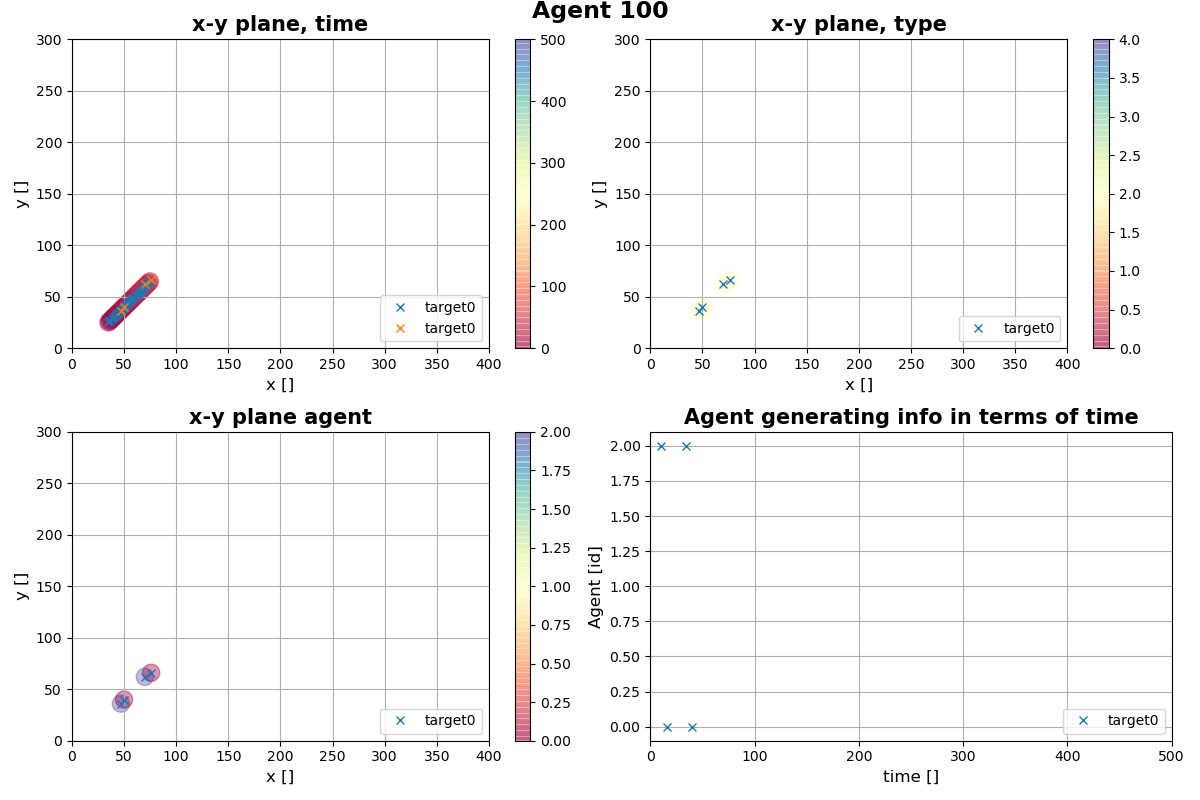 Agent 100
x-y plane, time
300
250
200
150
100
50
0
0 50 100 150 200 250 300 350 400
x []
y []
target0
target0
500
400
300
200
100
0
x-y plane, type
300
250
200
150
100
50
0
0 50 100 150 200 250 300 350 400
x []
y []
target0
4.0
3.5
3.0
2.5
2.0
1.5
1.0
0.5
0.0
x-y plane agent
300
250
200
150
100
50
0
0 50 100 150 200 250 300 350 400
x []
y []
target0
2.00
1.75
1.50
1.25
1.00
0.75
0.50
0.25
0.00
Agent generating info in terms of time
2.00
1.75
1.50
1.25
1.00
0.75
0.50
0.25
0.00
0 100 200 300 400 500
time []
Agent [id]
target0